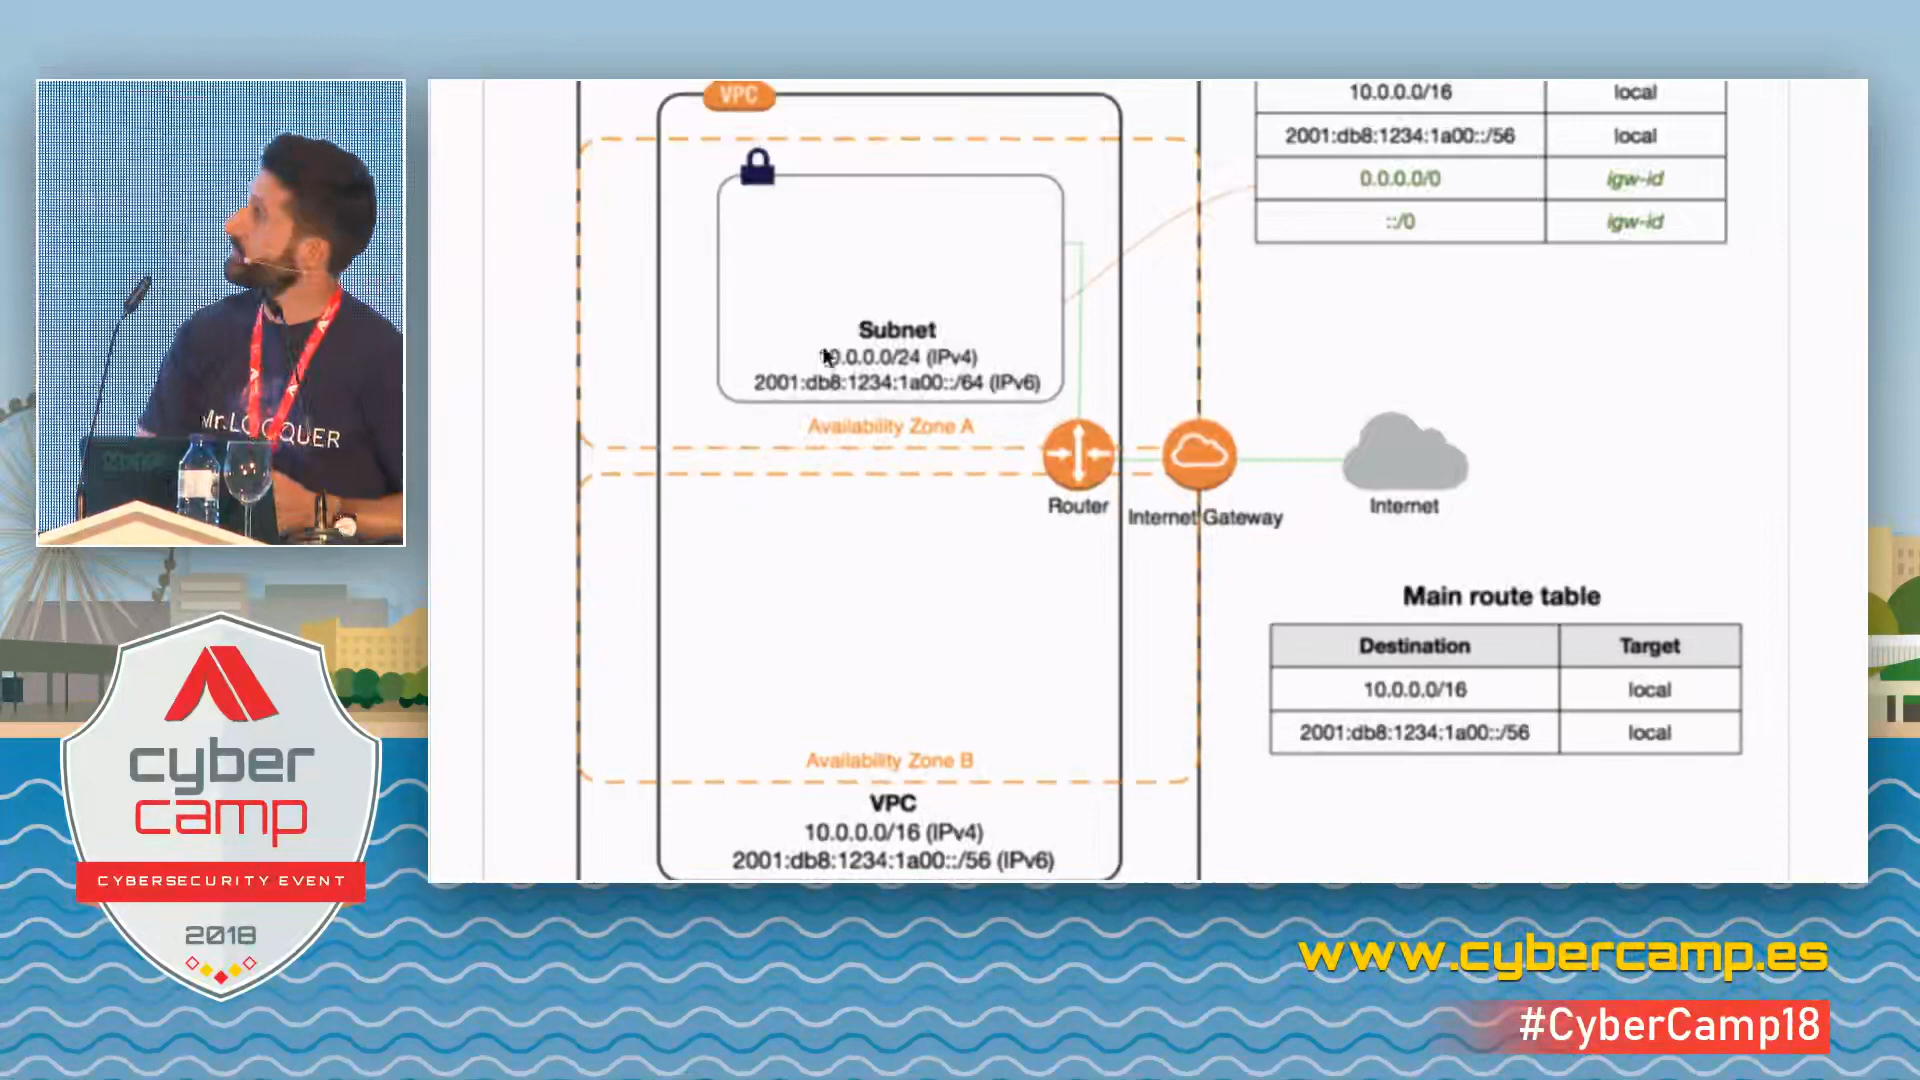 VPC
10.0.0.0/16 local
2001:db8:1234:1a00::/56 local
0.0.0.0/0 igw-id
::/0 igw-id
Subnet
10.0.0.0/24 (IPv4)
2001:db8:1234:1a00::/64 (IPv6)
Availability Zone A
Router
Internet Gateway
Internet
Main route table
Destination Target
10.0.0.0/16 local
2001:db8:1234:1a00::/56 local
Availability Zone B
VPC
10.0.0.0/16 (IPv4)
2001:db8:1234:1a00::/56 (IPv6)
cyber
camp
CYBERSECURITY EVENT
2018
www.cybercamp.es
#CyberCamp18